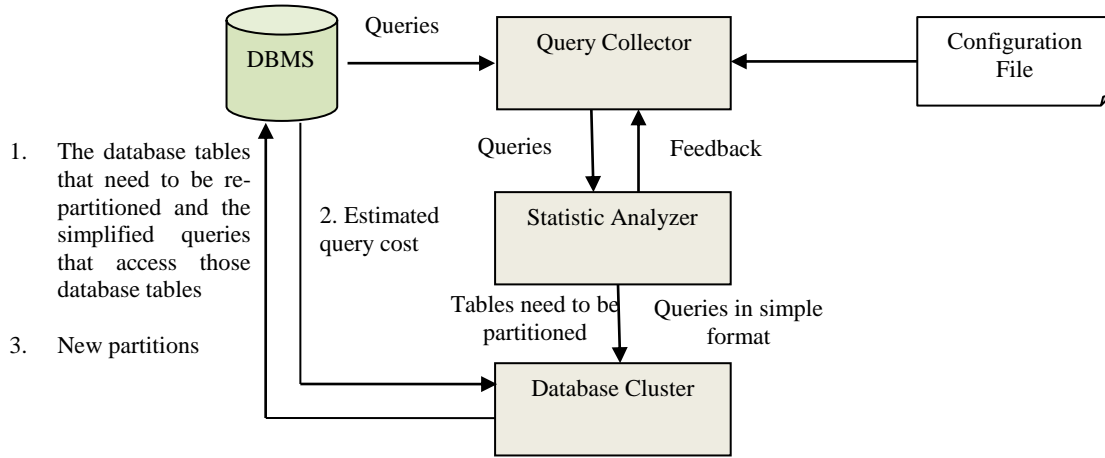 Queries
DBMS
Query Collector
Configuration
File
Queries
Feedback
1. The database tables
that need to be re-
partitioned and the
simplified queries
that access those
database tables
2. Estimated
query cost
Statistic Analyzer
Tables need to be
partitioned
Queries in simple
format
3. New partitions
Database Cluster